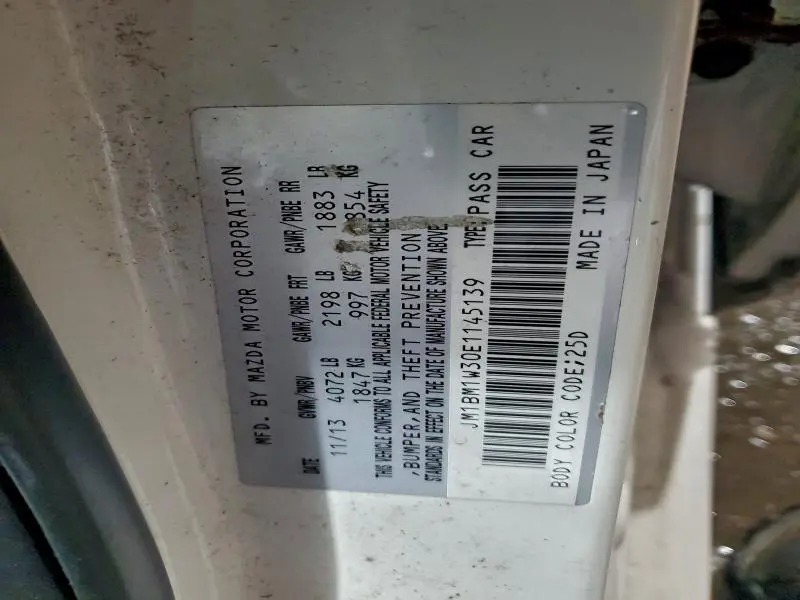 MFD. BY MAZDA MOTOR CORPORATION
DATE GVWR/PNBV GAWR/PNBE FRT GAWR/PNBE RR
11/13 4072 LB 2198 LB 1883 LB
1847 KG 997 KG 854 KG
THIS VEHICLE CONFORMS TO ALL APPLICABLE FEDERAL MOTOR VEHICLE SAFETY
,BUMPER,AND THEFT PREVENTION
STANDARDS IN EFFECT ON THE DATE OF MANUFACTURE SHOWN ABOVE
JM1BM1W30E1145139 TYPE:PASS CAR
BODY COLOR CODE:25D MADE IN JAPAN